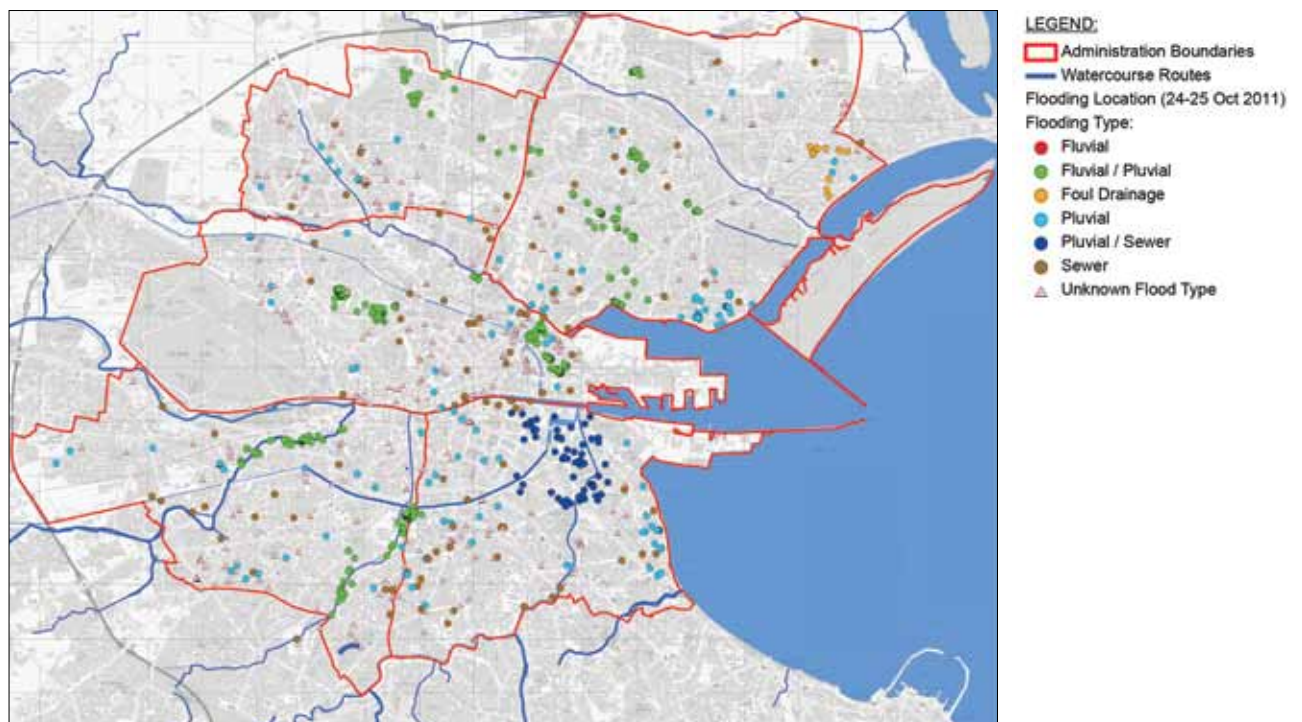 LEGEND:
Administration Boundaries
Watercourse Routes
Flooding Location (24-25 Oct 2011)
Flooding Type:
Fluvial
Fluvial / Pluvial
Foul Drainage
Pluvial
Pluvial / Sewer
Sewer
Unknown Flood Type